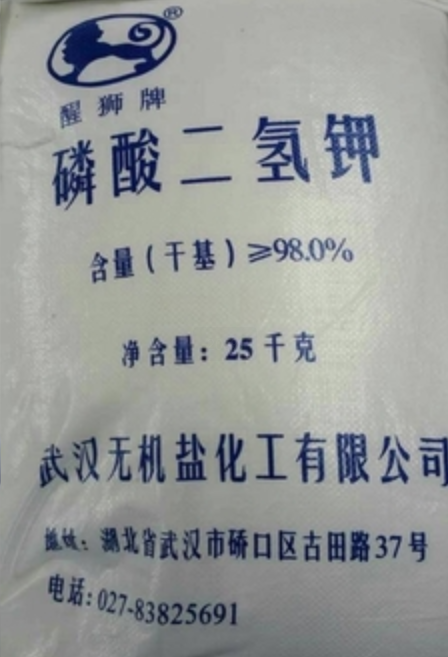 ®
醒狮牌
磷酸二氢钾
含量(干基)≥98.0%
净含量：25千克
武汉无机盐化工有限公司
地址：湖北省武汉市硚口区古田路37号
电话:027-83825691